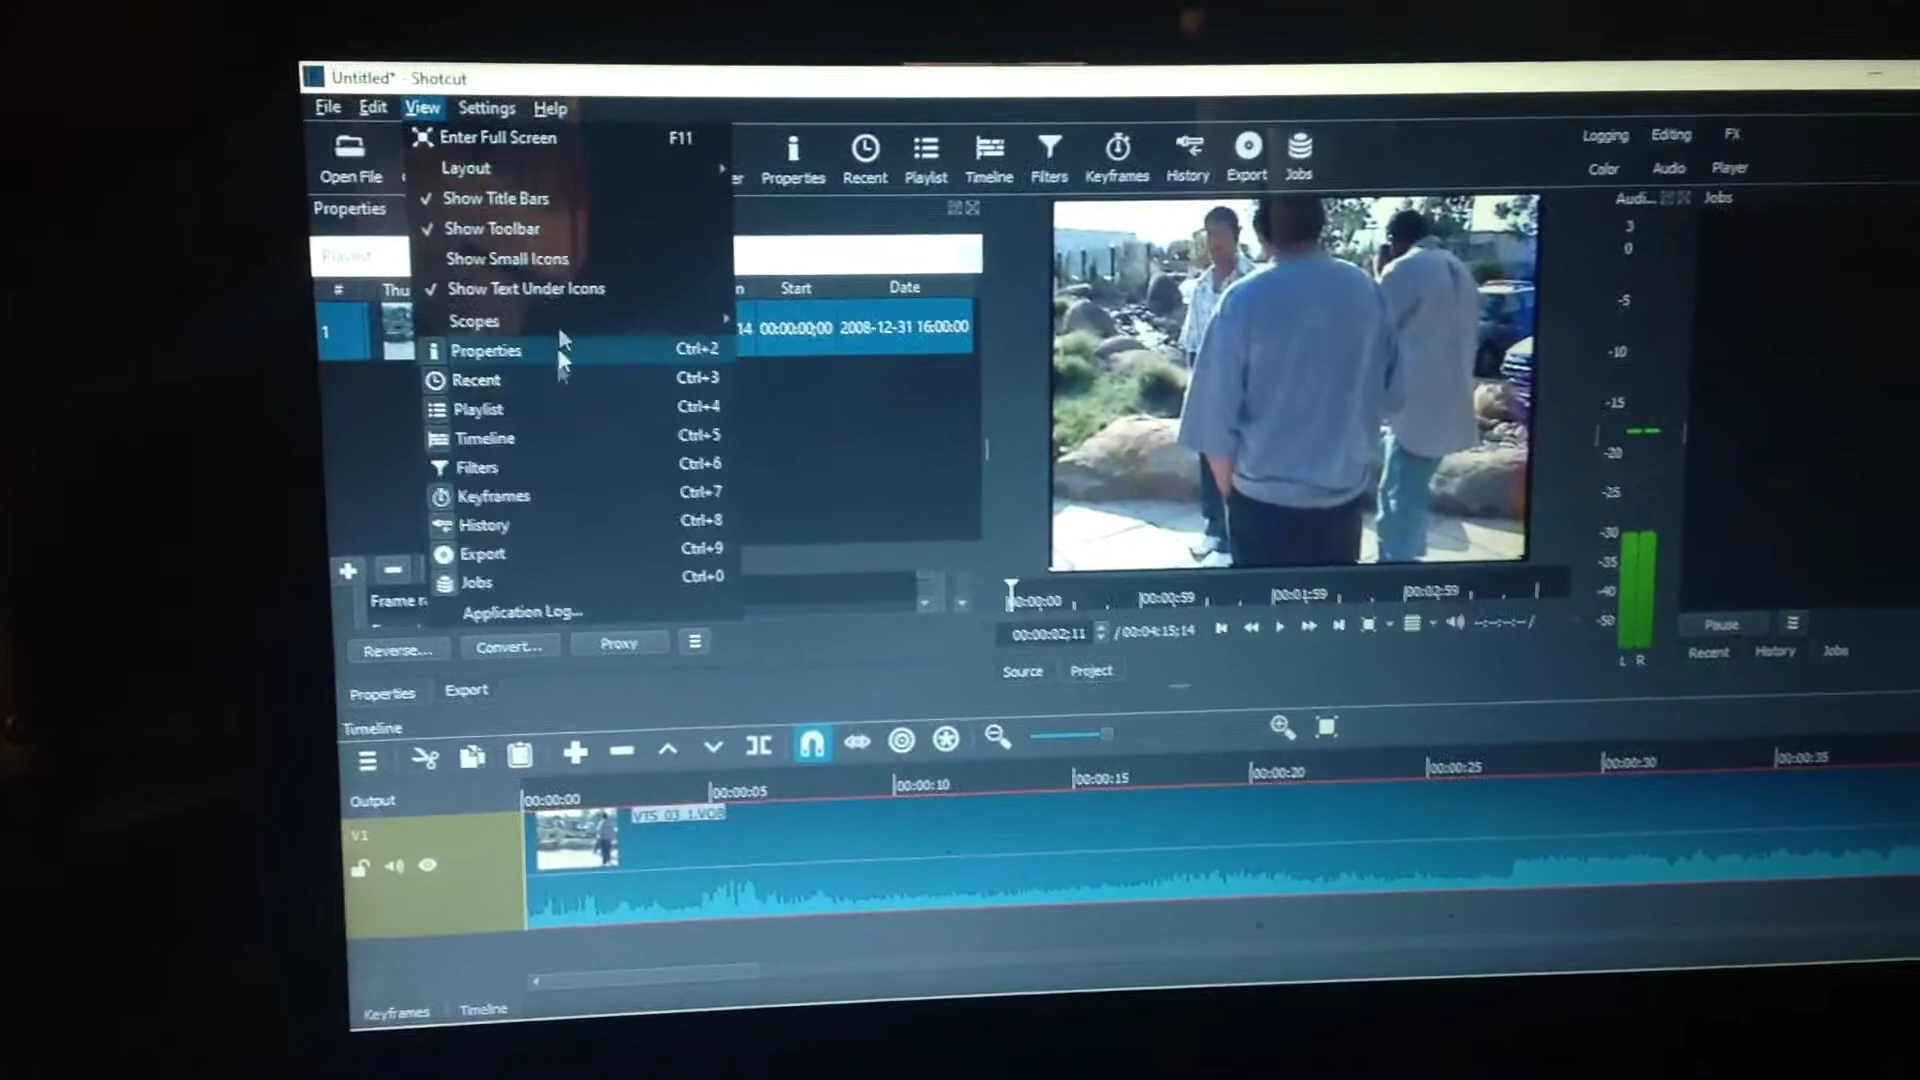 Untitled* - Shotcut
File Edit View Settings Help
Enter Full Screen F11
Layout
Show Title Bars
Show Toolbar
Show Small Icons
Show Text Under Icons
Scopes
Properties Ctrl+2
Recent Ctrl+3
Playlist Ctrl+4
Timeline Ctrl+5
Filters Ctrl+6
Keyframes Ctrl+7
History Ctrl+8
Export Ctrl+9
Jobs Ctrl+0
Application Log...
Open File
Properties Recent Playlist Timeline Filters Keyframes History Export Jobs
Logging Editing FX
Color Audio Player
Properties
Playlist
# Thu
Start Date
1
14 00:00:00;00 2008-12-31 16:00:00
Frame r
Reverse... Convert... Proxy
Properties Export
Audi... Jobs
3
0
-5
-10
-15
-20
-25
-30
-35
-40
-50
L R
00:00:00 00:00:59 00:01:59 00:02:59
00:00:02;11 / 00:04:15;14 --:--:--:-- /
Source Project
Pause
Recent History Jobs
Timeline
00:00:00 00:00:05 00:00:10 00:00:15 00:00:20 00:00:25 00:00:30 00:00:35
Output
V1
VTS_03_1.VOB
Keyframes Timeline